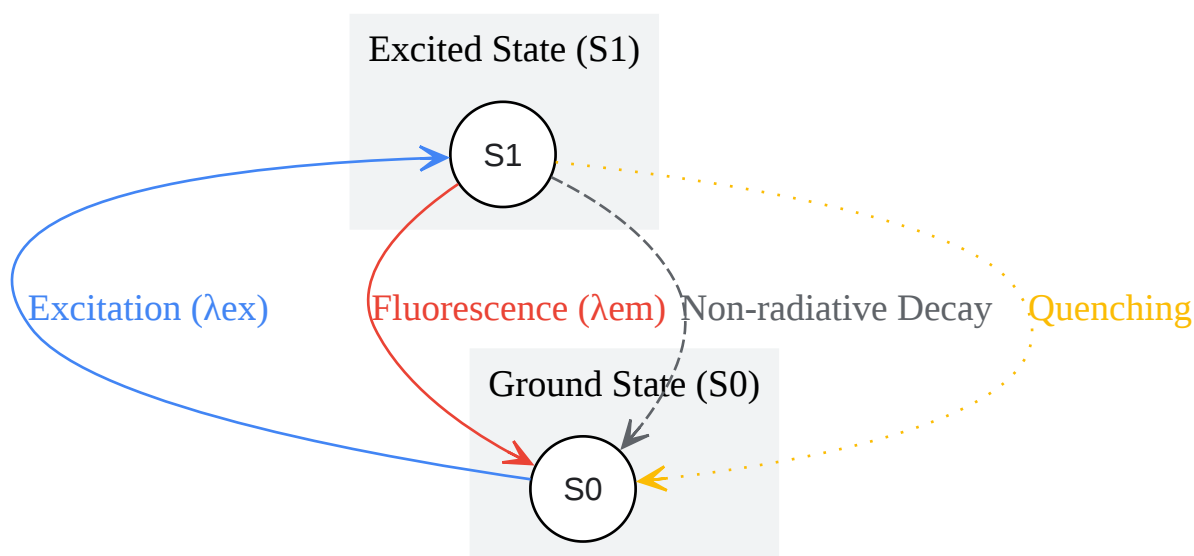 Excited State (S1)
S1
Excitation (λex)
Fluorescence (λem)
Non-radiative Decay
Quenching
Ground State (S0)
S0